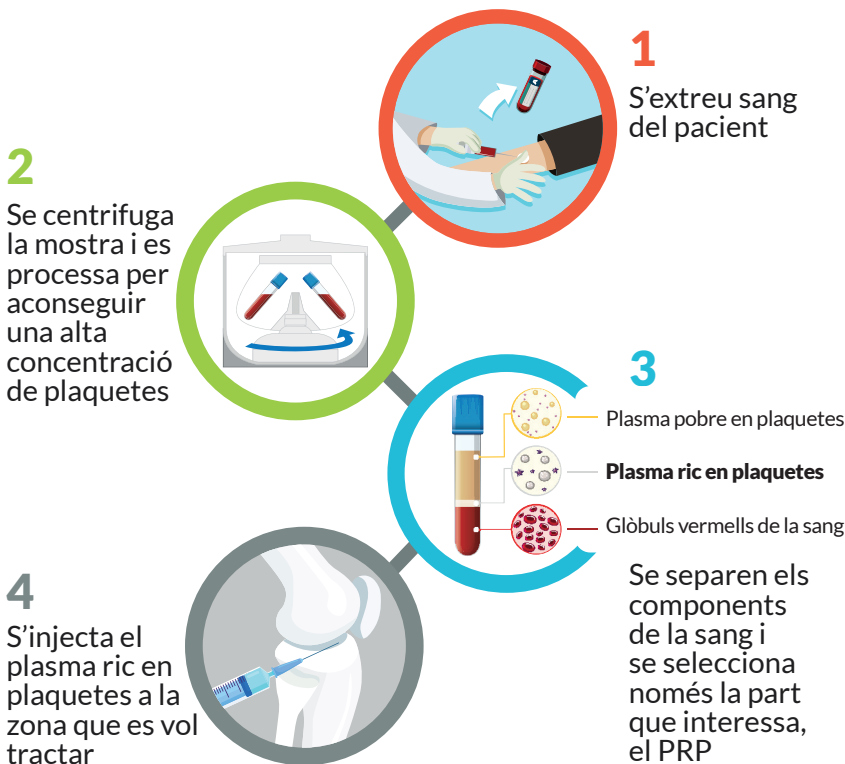 1
S'extreu sang
del pacient
2
Se centrifuga
la mostra i es
processa per
aconseguir
una alta
concentració
de plaquetes
3
Plasma pobre en plaquetes
Plasma ric en plaquetes
Glòbuls vermells de la sang
Se separen els
components
de la sang i
se selecciona
només la part
que interessa,
el PRP
4
S'injecta el
plasma ric en
plaquetes a la
zona que es vol
tractar